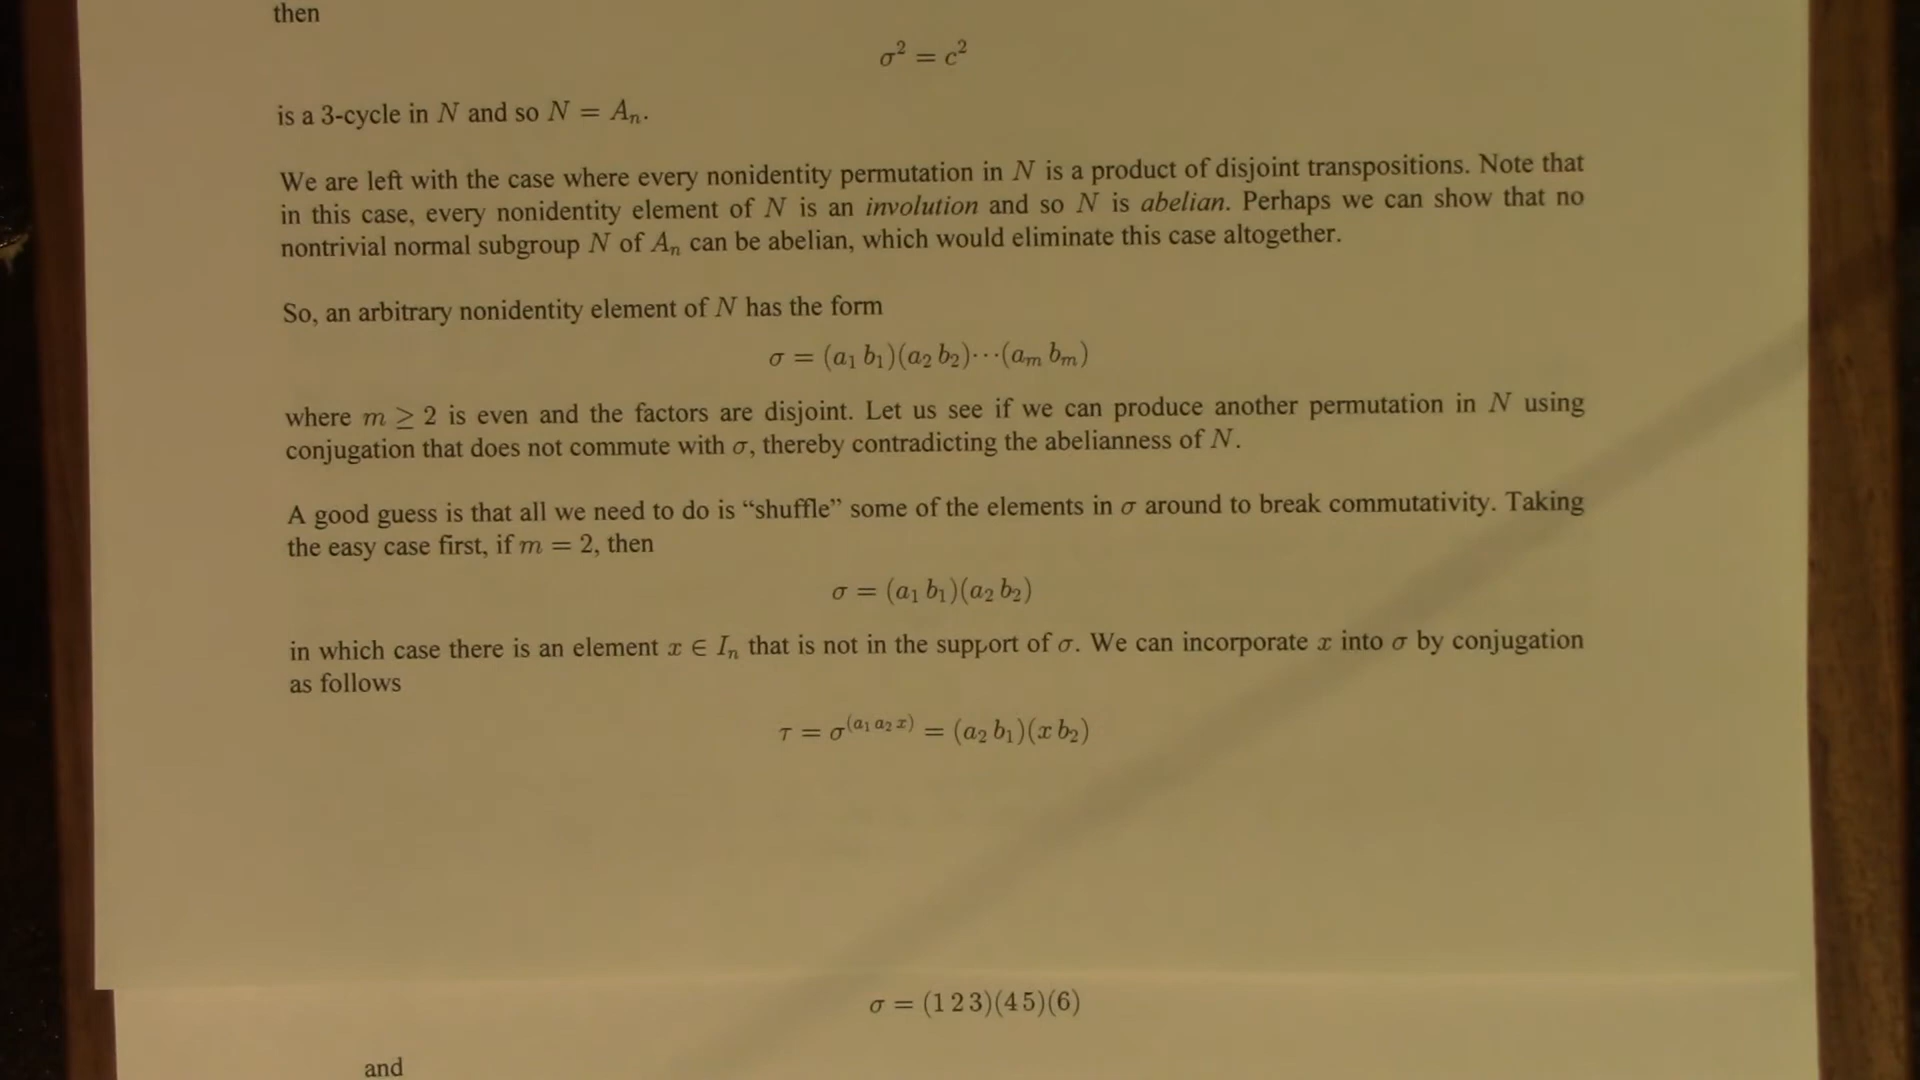 then
σ² = c²
is a 3-cycle in N and so N = Aₙ.
We are left with the case where every nonidentity permutation in N is a product of disjoint transpositions. Note that
in this case, every nonidentity element of N is an involution and so N is abelian. Perhaps we can show that no
nontrivial normal subgroup N of Aₙ can be abelian, which would eliminate this case altogether.
So, an arbitrary nonidentity element of N has the form
σ = (a₁ b₁)(a₂ b₂)⋯(aₘ bₘ)
where m ≥ 2 is even and the factors are disjoint. Let us see if we can produce another permutation in N using
conjugation that does not commute with σ, thereby contradicting the abelianness of N.
A good guess is that all we need to do is “shuffle” some of the elements in σ around to break commutativity. Taking
the easy case first, if m = 2, then
σ = (a₁ b₁)(a₂ b₂)
in which case there is an element x ∈ Iₙ that is not in the support of σ. We can incorporate x into σ by conjugation
as follows
τ = σ^(a₁ a₂ x) = (a₂ b₁)(x b₂)
σ = (1 2 3)(4 5)(6)
and